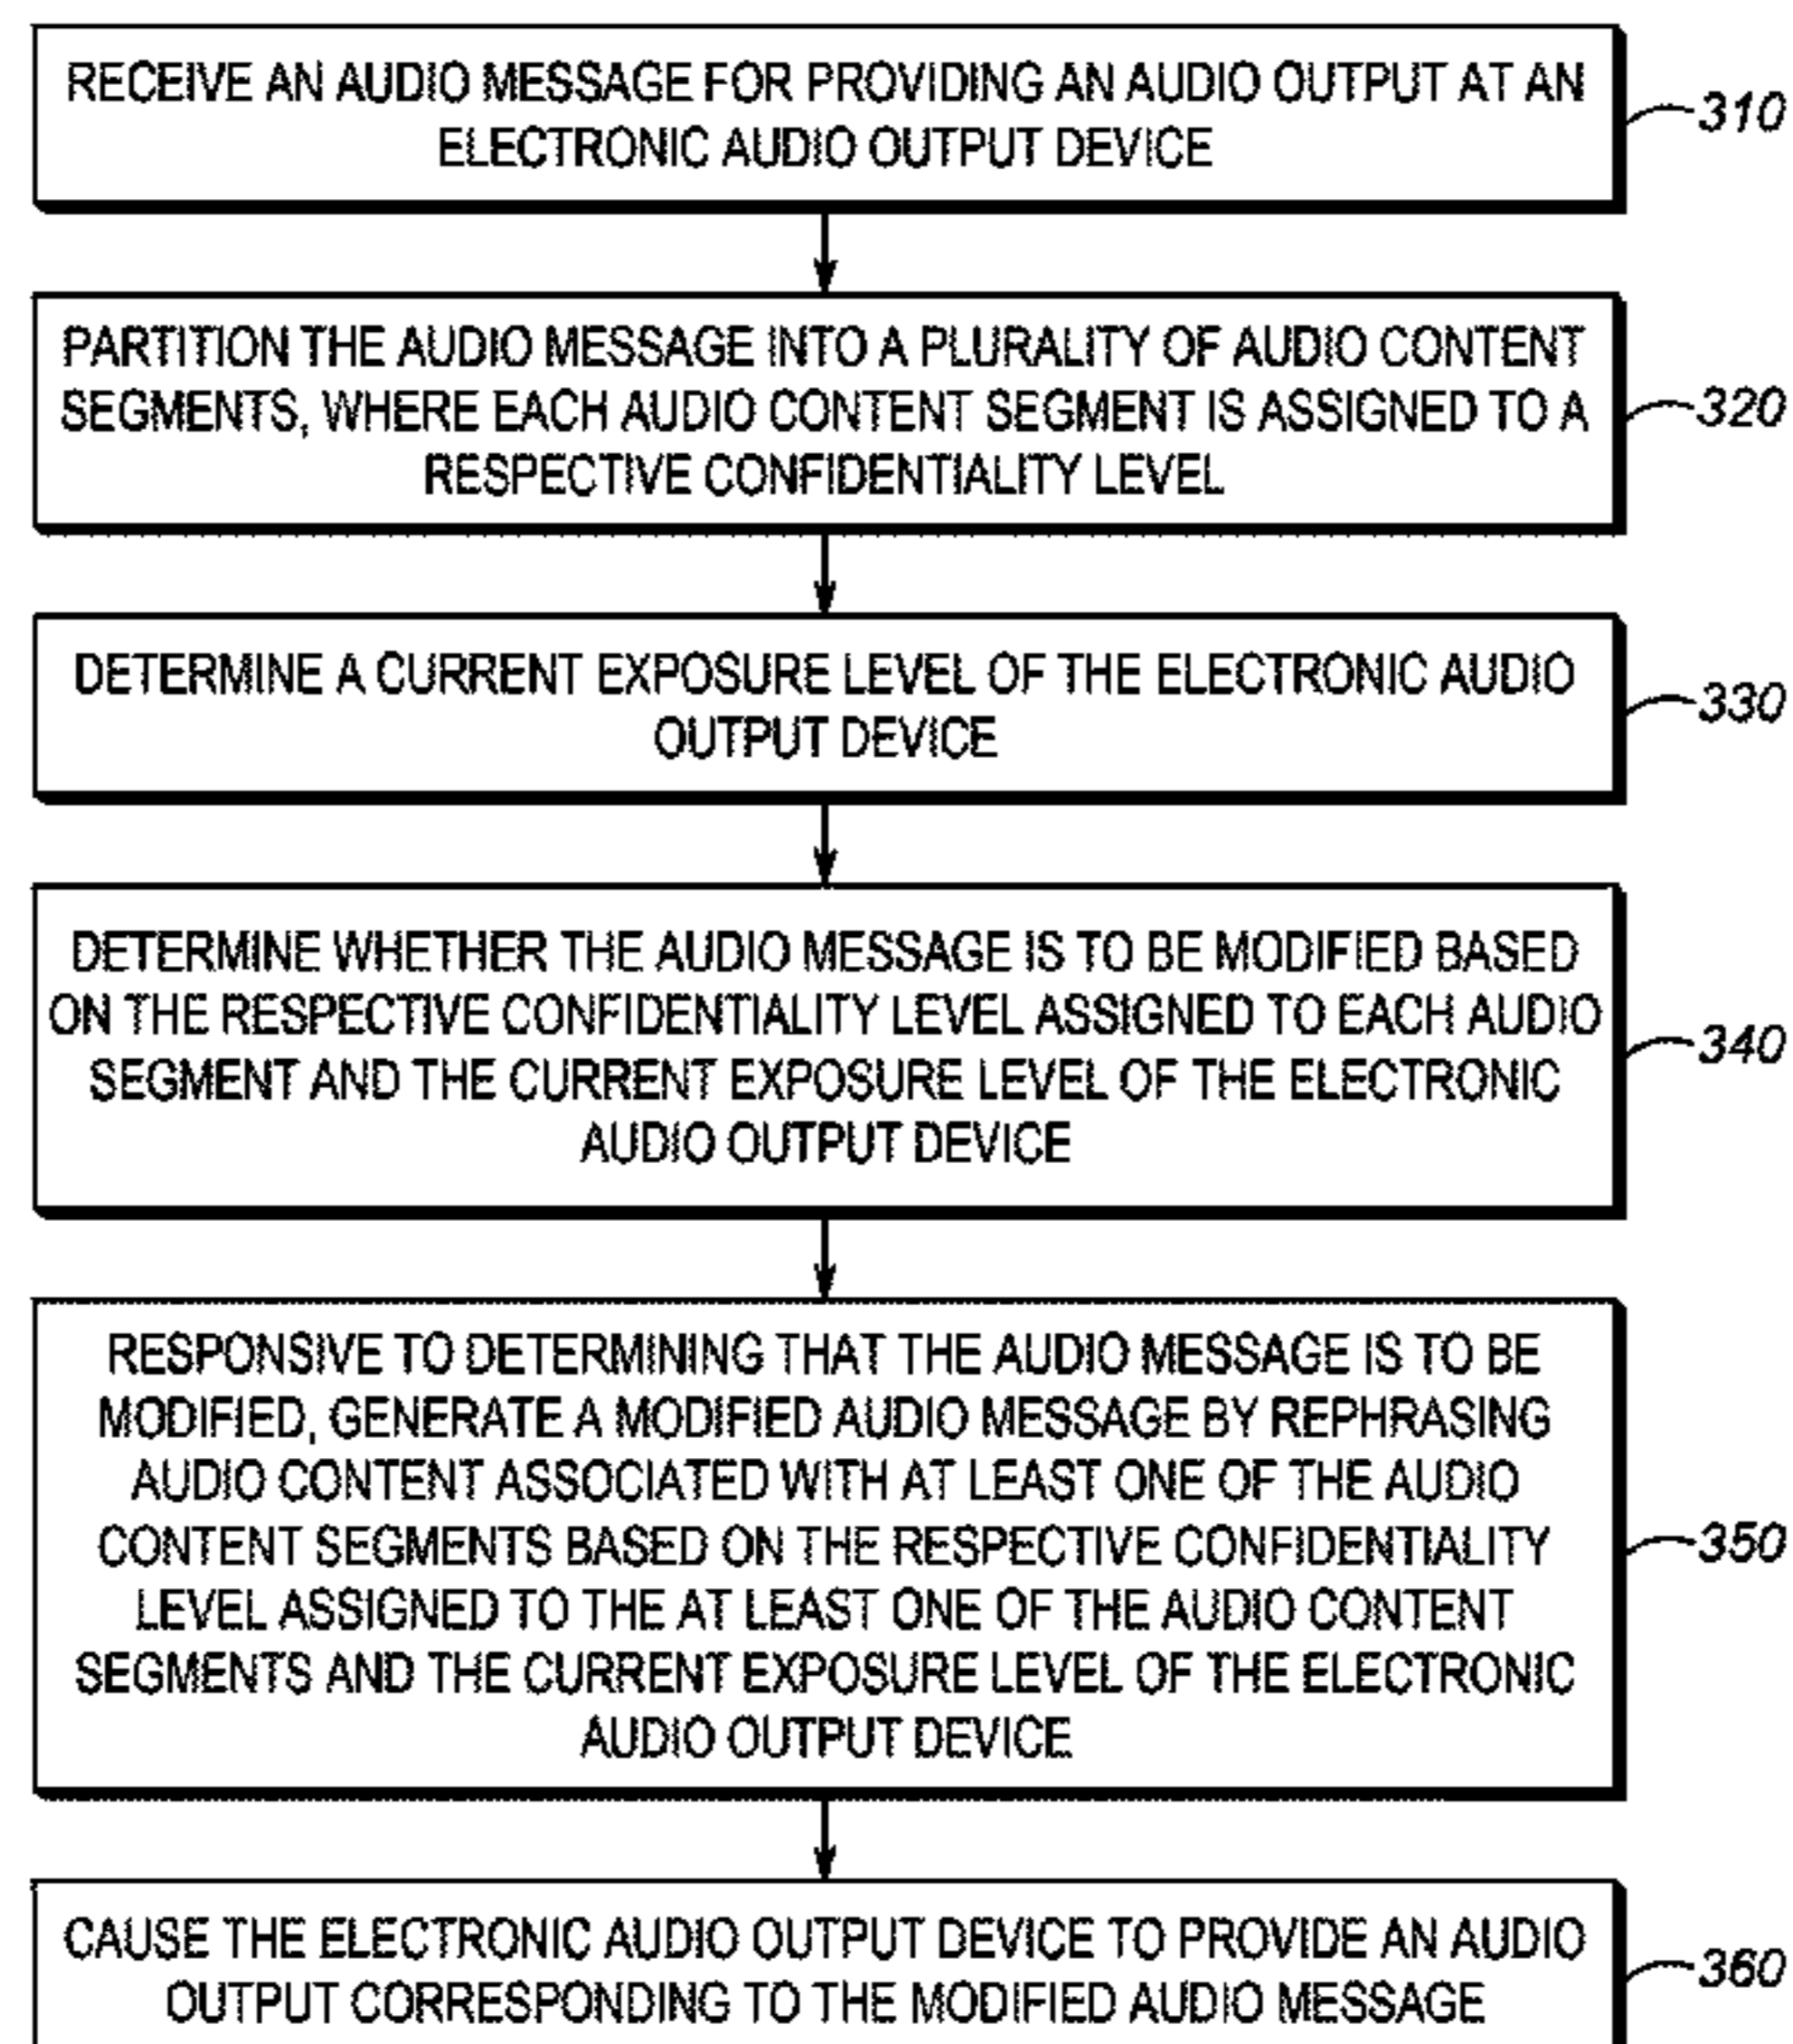 RECEIVE AN AUDIO MESSAGE FOR PROVIDING AN AUDIO OUTPUT AT AN
ELECTRONIC AUDIO OUTPUT DEVICE
310
PARTITION THE AUDIO MESSAGE INTO A PLURALITY OF AUDIO CONTENT
SEGMENTS, WHERE EACH AUDIO CONTENT SEGMENT IS ASSIGNED TO A
RESPECTIVE CONFIDENTIALITY LEVEL
320
DETERMINE A CURRENT EXPOSURE LEVEL OF THE ELECTRONIC AUDIO
OUTPUT DEVICE
330
DETERMINE WHETHER THE AUDIO MESSAGE IS TO BE MODIFIED BASED
ON THE RESPECTIVE CONFIDENTIALITY LEVEL ASSIGNED TO EACH AUDIO
SEGMENT AND THE CURRENT EXPOSURE LEVEL OF THE ELECTRONIC
AUDIO OUTPUT DEVICE
340
RESPONSIVE TO DETERMINING THAT THE AUDIO MESSAGE IS TO BE
MODIFIED, GENERATE A MODIFIED AUDIO MESSAGE BY REPHRASING
AUDIO CONTENT ASSOCIATED WITH AT LEAST ONE OF THE AUDIO
CONTENT SEGMENTS BASED ON THE RESPECTIVE CONFIDENTIALITY
LEVEL ASSIGNED TO THE AT LEAST ONE OF THE AUDIO CONTENT
SEGMENTS AND THE CURRENT EXPOSURE LEVEL OF THE ELECTRONIC
AUDIO OUTPUT DEVICE
350
CAUSE THE ELECTRONIC AUDIO OUTPUT DEVICE TO PROVIDE AN AUDIO
OUTPUT CORRESPONDING TO THE MODIFIED AUDIO MESSAGE
360